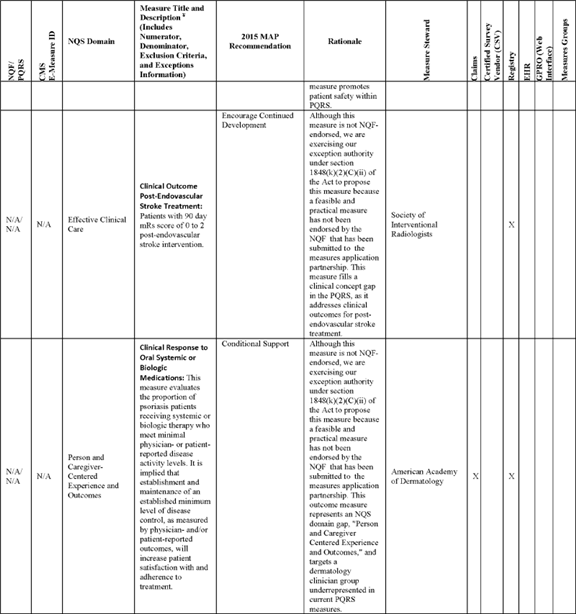 NQF/
PQRS
CMS
E-Measure ID
NQS Domain
Measure Title and
Description ¥
(Includes
Numerator,
Denominator,
Exclusion Criteria,
and Exceptions
Information)
2015 MAP
Recommendation
Rationale
Measure Steward
Claims
Certified Survey
Vendor (CSV)
Registry
EHR
GPRO (Web
Interface)
Measures Groups
measure promotes
patient safety within
PQRS.
N/A/
N/A
N/A
Effective Clinical
Care
Clinical Outcome
Post-Endovascular
Stroke Treatment:
Patients with 90 day
mRs score of 0 to 2
post-endovascular
stroke intervention.
Encourage Continued
Development
Although this
measure is not NQF-
endorsed, we are
exercising our
exception authority
under section
1848(k)(2)(C)(ii) of
the Act to propose
this measure because
a feasible and
practical measure
has not been
endorsed by the
NQF that has been
submitted to the
measures application
partnership. This
measure fills a
clinical concept gap
in the PQRS, as it
addresses clinical
outcomes for post-
endovascular stroke
treatment.
Society of
Interventional
Radiologists
X
N/A/
N/A
N/A
Person and
Caregiver-
Centered
Experience and
Outcomes
Clinical Response to
Oral Systemic or
Biologic
Medications: This
measure evaluates
the proportion of
psoriasis patients
receiving systemic or
biologic therapy who
meet minimal
physician- or patient-
reported disease
activity levels. It is
implied that
establishment and
maintenance of an
established minimum
level of disease
control, as measured
by physician- and/or
patient-reported
outcomes, will
increase patient
satisfaction with and
adherence to
treatment.
Conditional Support
Although this
measure is not NQF-
endorsed, we are
exercising our
exception authority
under section
1848(k)(2)(C)(ii) of
the Act to propose
this measure because
a feasible and
practical measure
has not been
endorsed by the
NQF that has been
submitted to the
measures application
partnership. This
outcome measure
represents an NQS
domain gap, "Person
and Caregiver
Centered Experience
and Outcomes," and
targets a
dermatology
clinician group
underrepresented in
current PQRS
measures.
American Academy
of Dermatology
X
X